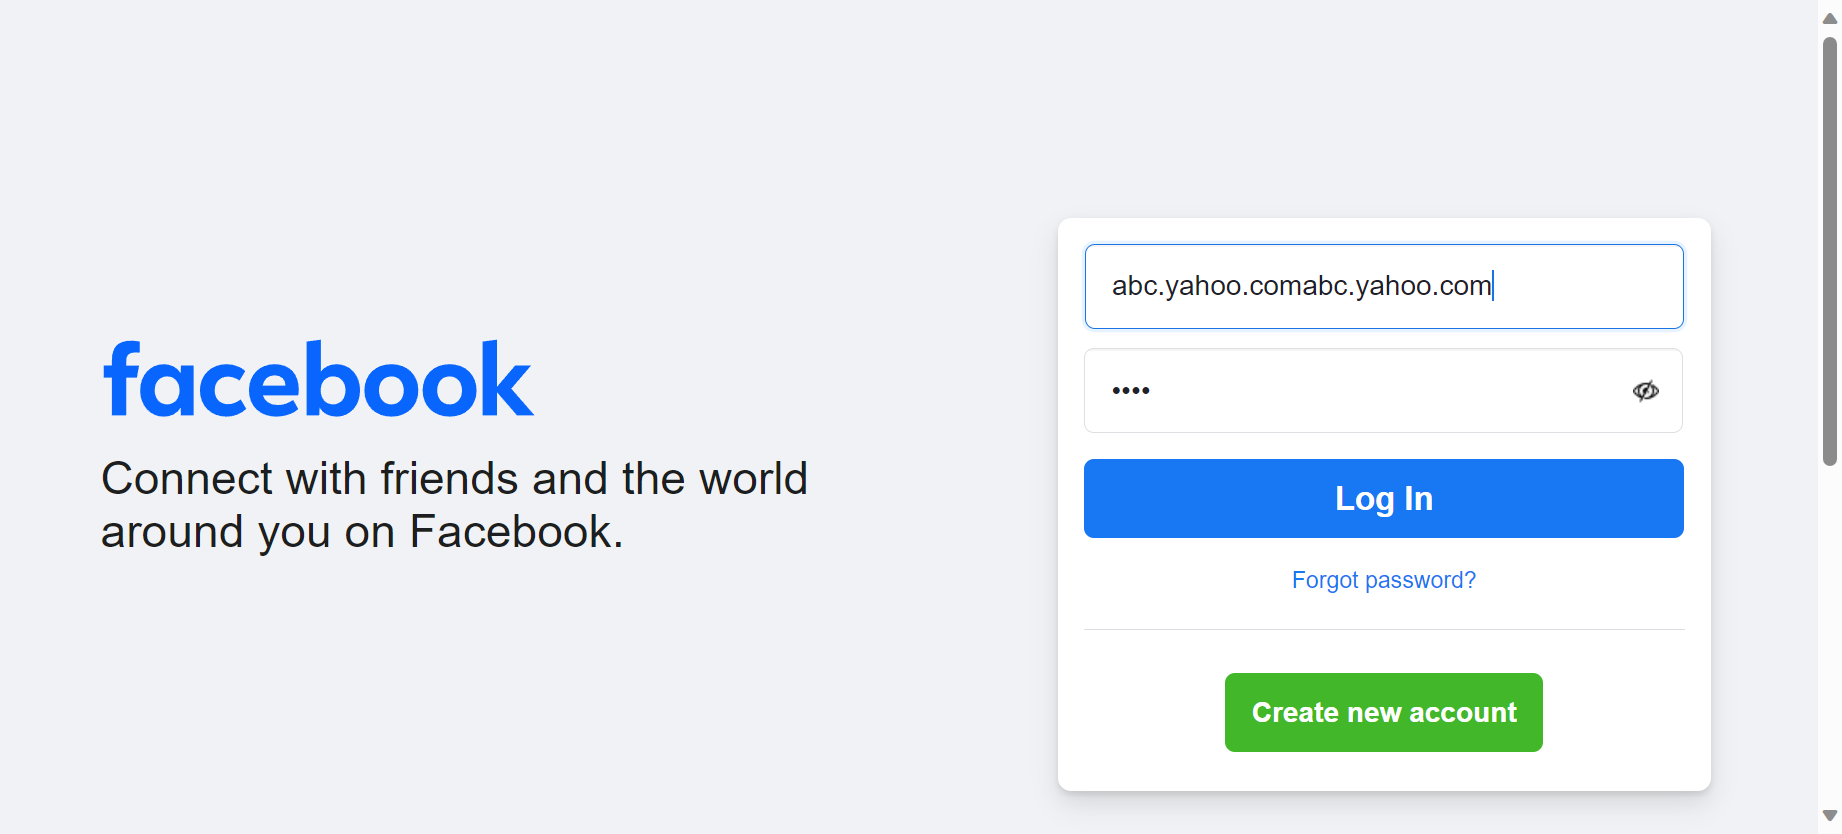 facebook
Connect with friends and the world
around you on Facebook.
abc.yahoo.comabc.yahoo.com
••••
Log In
Forgot password?
Create new account